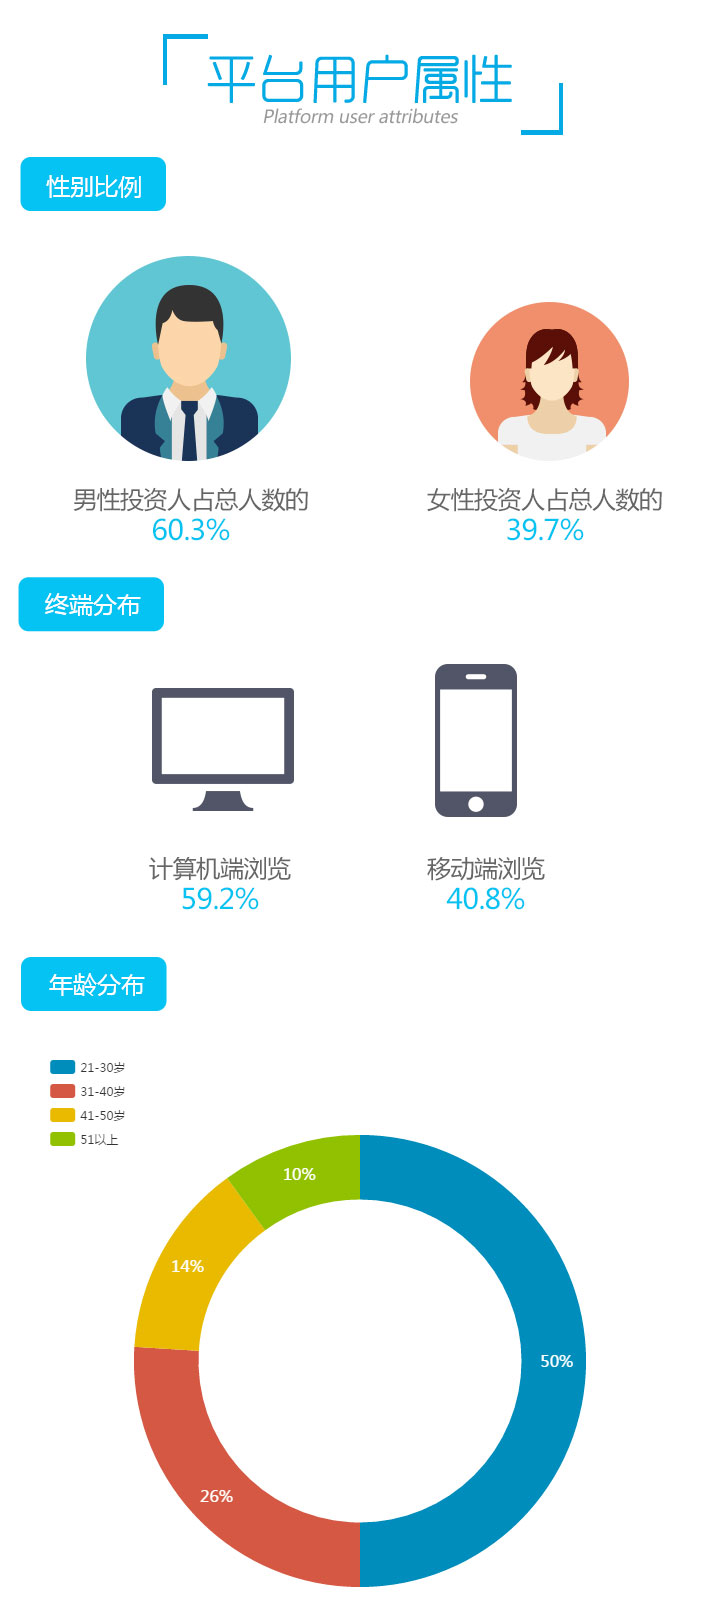 平台用户属性
Platform user attributes
性别比例
男性投资人占总人数的
60.3%
女性投资人占总人数的
39.7%
终端分布
计算机端浏览
59.2%
移动端浏览
40.8%
年龄分布
21-30岁
31-40岁
41-50岁
51以上
10%
14%
50%
26%